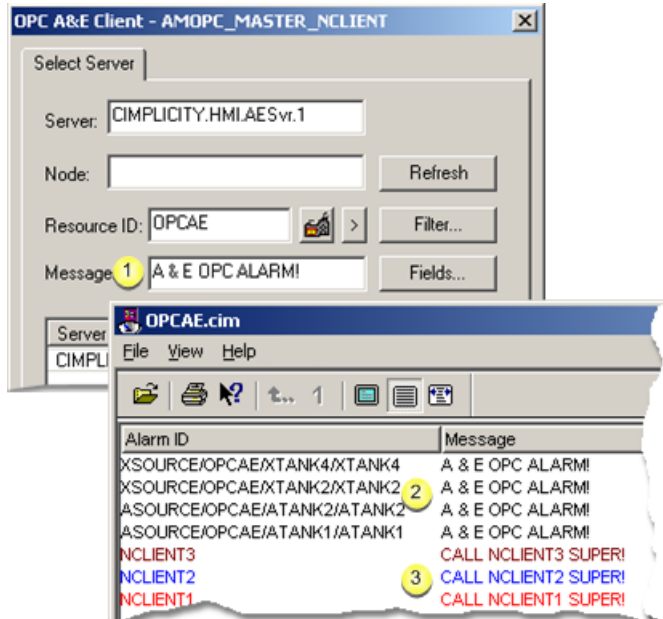 OPC A&E Client - AMOPC_MASTER_NCLIENT
Select Server
Server: CIMPLICITY.HMI.AESvr.1
Node: Refresh
Resource ID: OPCAE > Filter...
Message 1 A & E OPC ALARM! Fields...
Server
CIMPLI
OPCAE.cim
File View Help
1
Alarm ID Message
XSOURCE/OPCAE/XTANK4/XTANK4 A & E OPC ALARM!
XSOURCE/OPCAE/XTANK2/XTANK2 A & E OPC ALARM!
2
ASOURCE/OPCAE/ATANK2/ATANK2 A & E OPC ALARM!
ASOURCE/OPCAE/ATANK1/ATANK1 A & E OPC ALARM!
NCLIENT3 CALL NCLIENT3 SUPER!
NCLIENT2 3 CALL NCLIENT2 SUPER!
NCLIENT1 CALL NCLIENT1 SUPER!